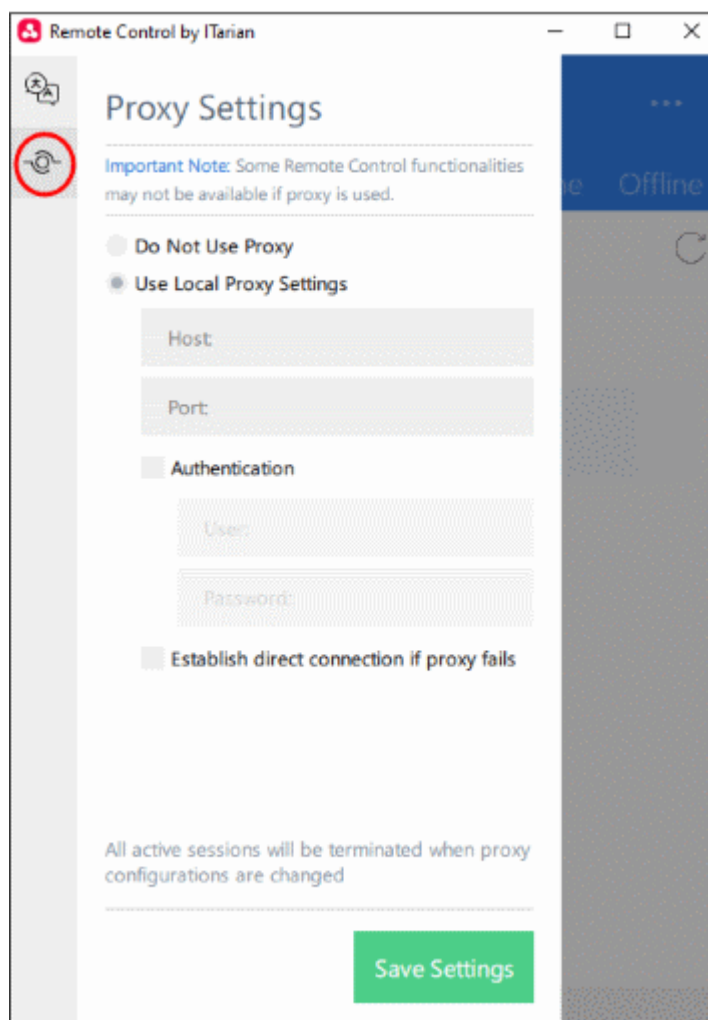 Remote Control by ITarian
Proxy Settings
Important Note: Some Remote Control functionalities
may not be available if proxy is used.
Do Not Use Proxy
Use Local Proxy Settings
Host:
Port:
Authentication
User:
Password:
Establish direct connection if proxy fails
All active sessions will be terminated when proxy
configurations are changed
Save Settings
Offline